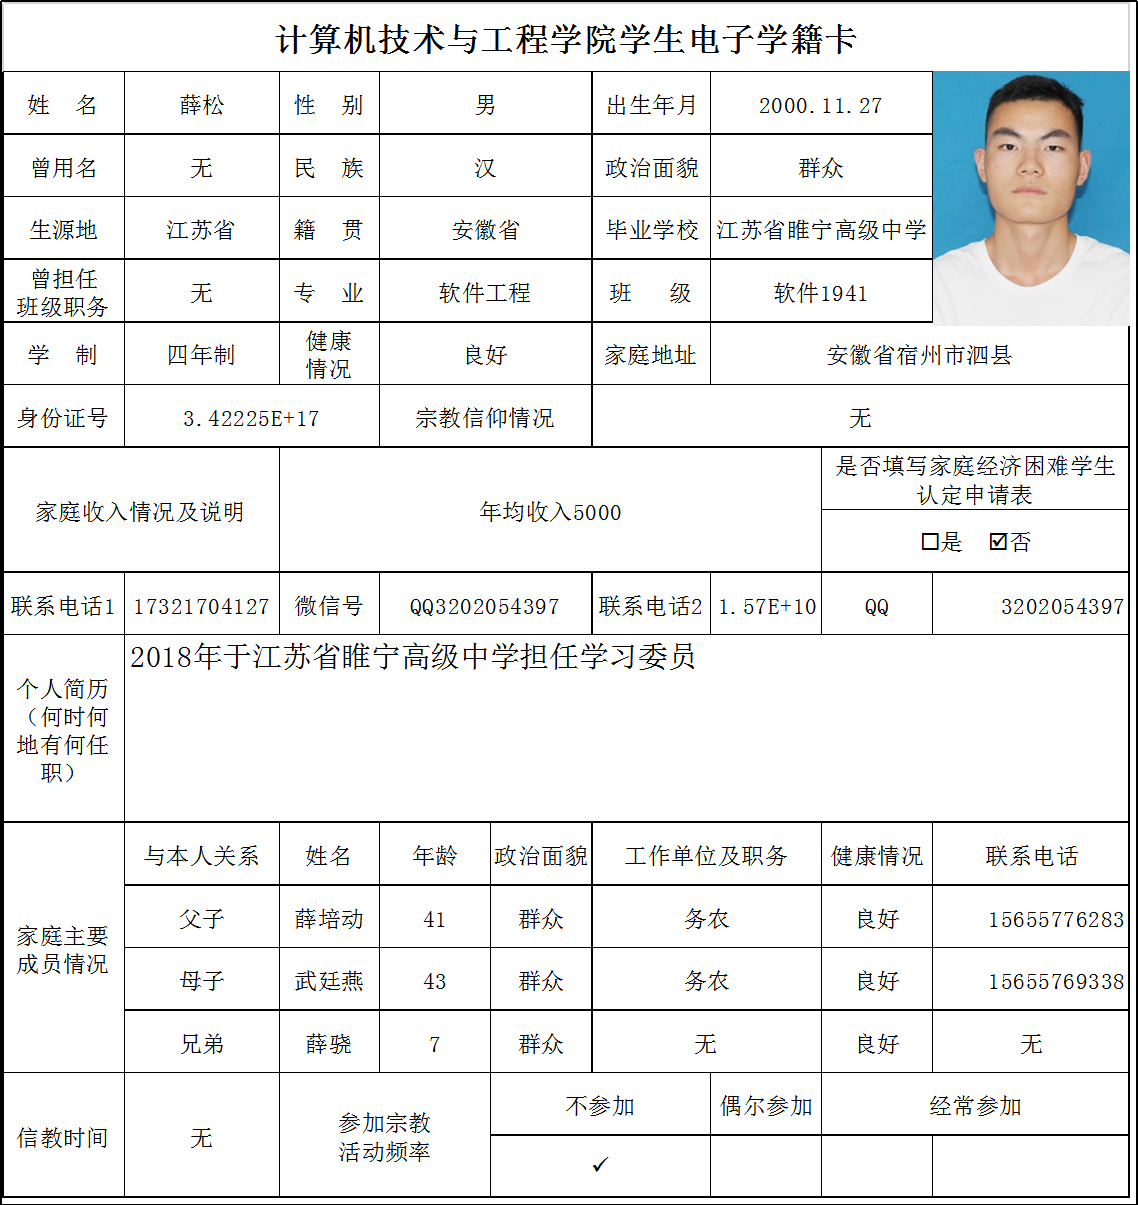 计算机技术与工程学院学生电子学籍卡
姓 名 薛松 性 别 男 出生年月 2000.11.27
曾用名 无 民 族 汉 政治面貌 群众
生源地 江苏省 籍 贯 安徽省 毕业学校 江苏省睢宁高级中学
曾担任
班级职务 无 专 业 软件工程 班 级 软件1941
学 制 四年制 健康
情况 良好 家庭地址 安徽省宿州市泗县
身份证号 3.42225E+17 宗教信仰情况 无
家庭收入情况及说明 年均收入5000 是否填写家庭经济困难学生
认定申请表
☐是 ☑否
联系电话1 17321704127 微信号 QQ3202054397 联系电话2 1.57E+10 QQ 3202054397
个人简历
（何时何
地有何任
职） 2018年于江苏省睢宁高级中学担任学习委员
家庭主要
成员情况
与本人关系 姓名 年龄 政治面貌 工作单位及职务 健康情况 联系电话
父子 薛培动 41 群众 务农 良好 15655776283
母子 武廷燕 43 群众 务农 良好 15655769338
兄弟 薛骁 7 群众 无 良好 无
信教时间 无 参加宗教
活动频率 不参加 偶尔参加 经常参加
✓